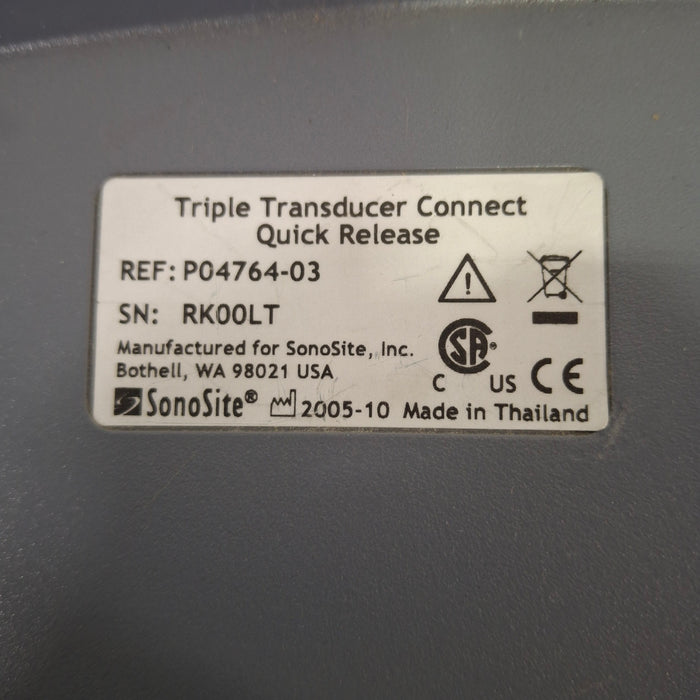 Triple Transducer Connect
Quick Release
REF: P04764-03
SN: RK00LT
Manufactured for SonoSite, Inc.
Bothell, WA 98021 USA
SA®
C US CE
SonoSite® 2005-10 Made in Thailand